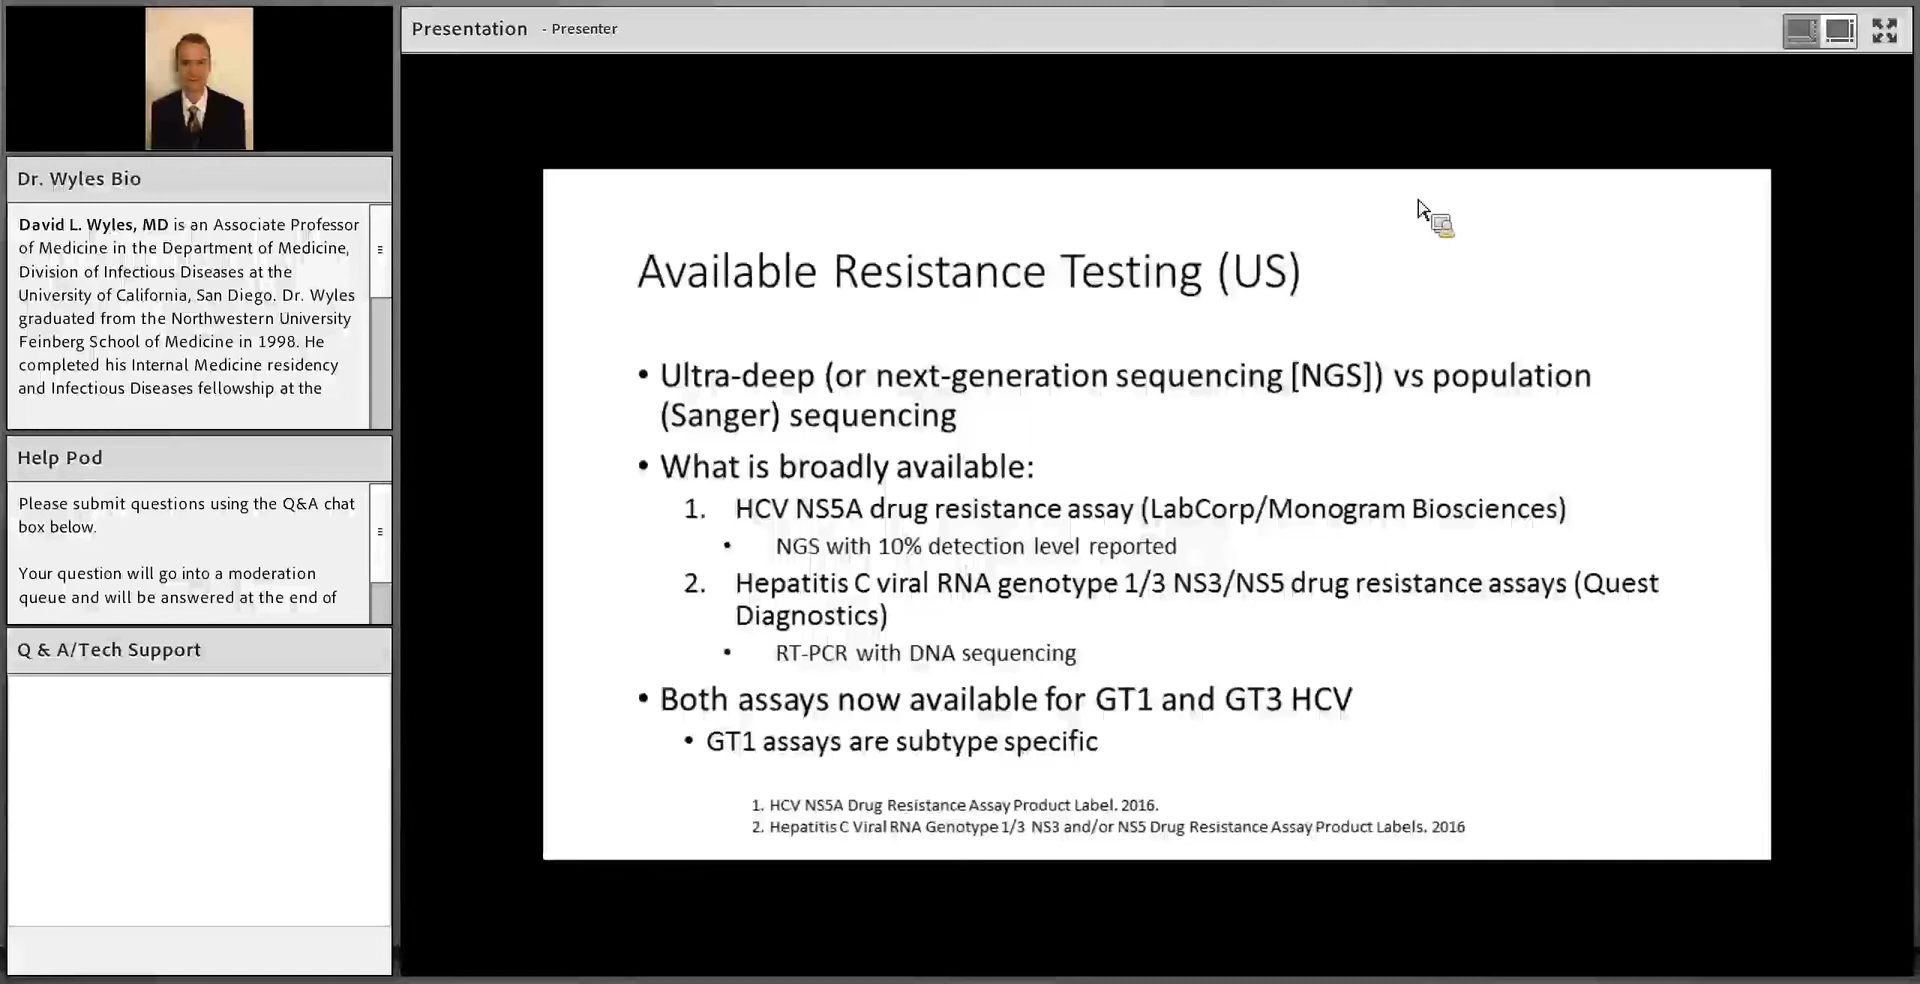 Presentation - Presenter
Dr. Wyles Bio
David L. Wyles, MD is an Associate Professor
of Medicine in the Department of Medicine,
Division of Infectious Diseases at the
University of California, San Diego. Dr. Wyles
graduated from the Northwestern University
Feinberg School of Medicine in 1998. He
completed his Internal Medicine residency
and Infectious Diseases fellowship at the
Help Pod
Please submit questions using the Q&A chat
box below.
Your question will go into a moderation
queue and will be answered at the end of
Q & A/Tech Support
Available Resistance Testing (US)
• Ultra-deep (or next-generation sequencing [NGS]) vs population
(Sanger) sequencing
• What is broadly available:
1. HCV NS5A drug resistance assay (LabCorp/Monogram Biosciences)
• NGS with 10% detection level reported
2. Hepatitis C viral RNA genotype 1/3 NS3/NS5 drug resistance assays (Quest
Diagnostics)
• RT-PCR with DNA sequencing
• Both assays now available for GT1 and GT3 HCV
• GT1 assays are subtype specific
1. HCV NS5A Drug Resistance Assay Product Label. 2016.
2. Hepatitis C Viral RNA Genotype 1/3 NS3 and/or NS5 Drug Resistance Assay Product Labels. 2016